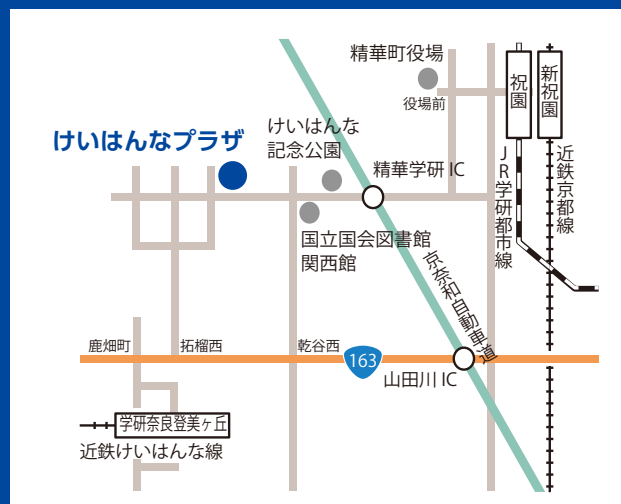 精華町役場
役場前
祝園
新祝園
けいはんな
記念公園
けいはんなプラザ
精華学研 IC
JR学研都市線
近鉄京都線
国立国会図書館
関西館
京奈和自動車道
鹿畑町
拓榴西
乾谷西
163
山田川 IC
学研奈良登美ヶ丘
近鉄けいはんな線